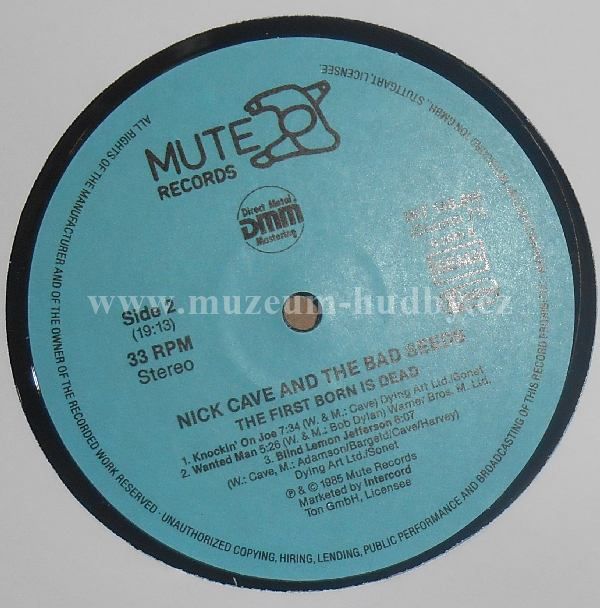 MUTE
RECORDS
Direct Metal
DMM
Mastering
Side 2
(19:13)
33 RPM
Stereo
www.muzeum-hudby.cz
NICK CAVE AND THE BAD SEEDS
THE FIRST BORN IS DEAD
1. Knockin' On Joe 7:34 (W. & M.: Cave) Dying Art Ltd./Sonet
2. Wanted Man 5:26 (W. & M.: Bob Dylan) Warner Bros. M. Ltd.
3. Blind Lemon Jefferson 6:07
(W.: Cave, M.: Adamson/Bargeld/Cave/Harvey)
Dying Art Ltd./Sonet
℗ & © 1985 Mute Records
Marketed by Intercord
Ton GmbH, Licensee
ALL RIGHTS OF THE MANUFACTURER AND OF THE OWNER OF THE RECORDED WORK RESERVED - UNAUTHORIZED COPYING, HIRING, LENDING, PUBLIC PERFORMANCE AND BROADCASTING OF THIS RECORD PROHIBITED. TON GMBH, STUTTGART, LICENSEE.